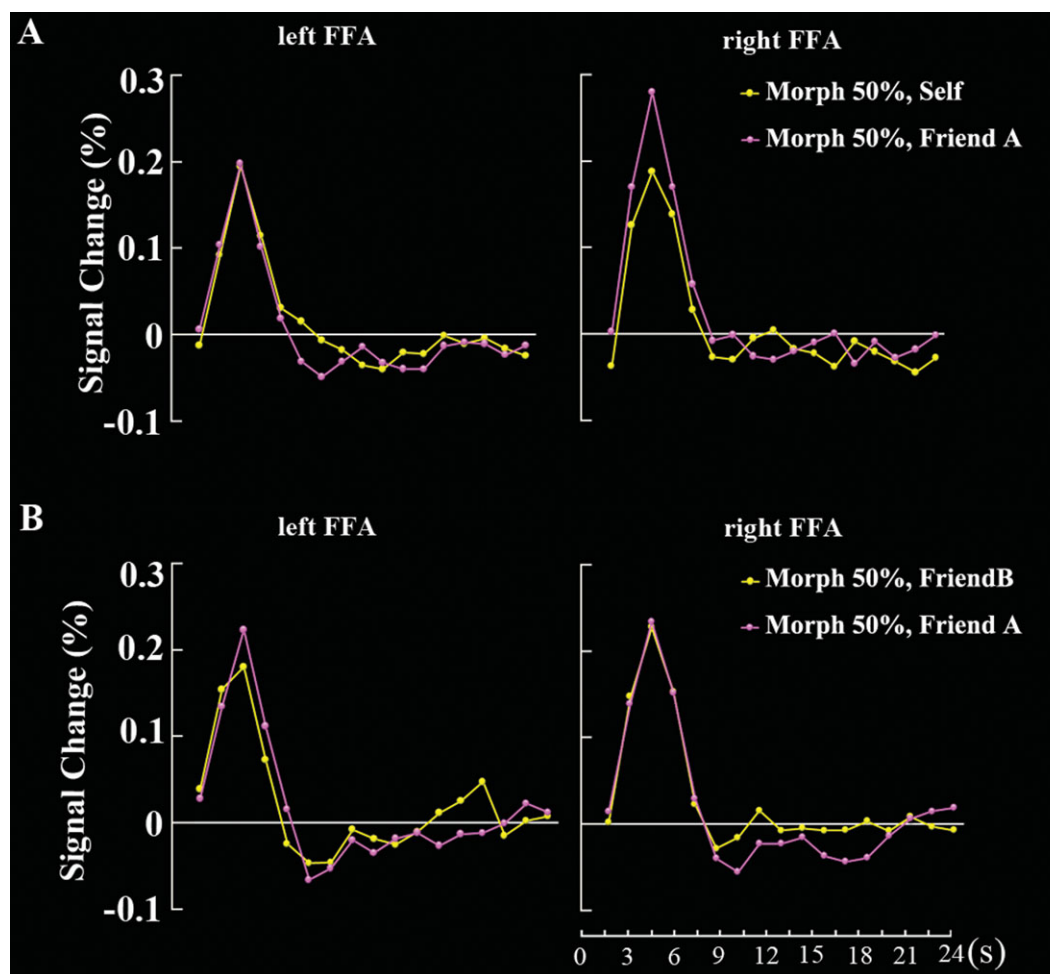 A
left FFA
right FFA
Signal Change (%)
0.3
0.2
0.1
0
-0.1
Morph 50%, Self
Morph 50%, Friend A
B
left FFA
right FFA
Signal Change (%)
0.3
0.2
0.1
0
-0.1
Morph 50%, FriendB
Morph 50%, Friend A
0 3 6 9 12 15 18 21 24 (s)